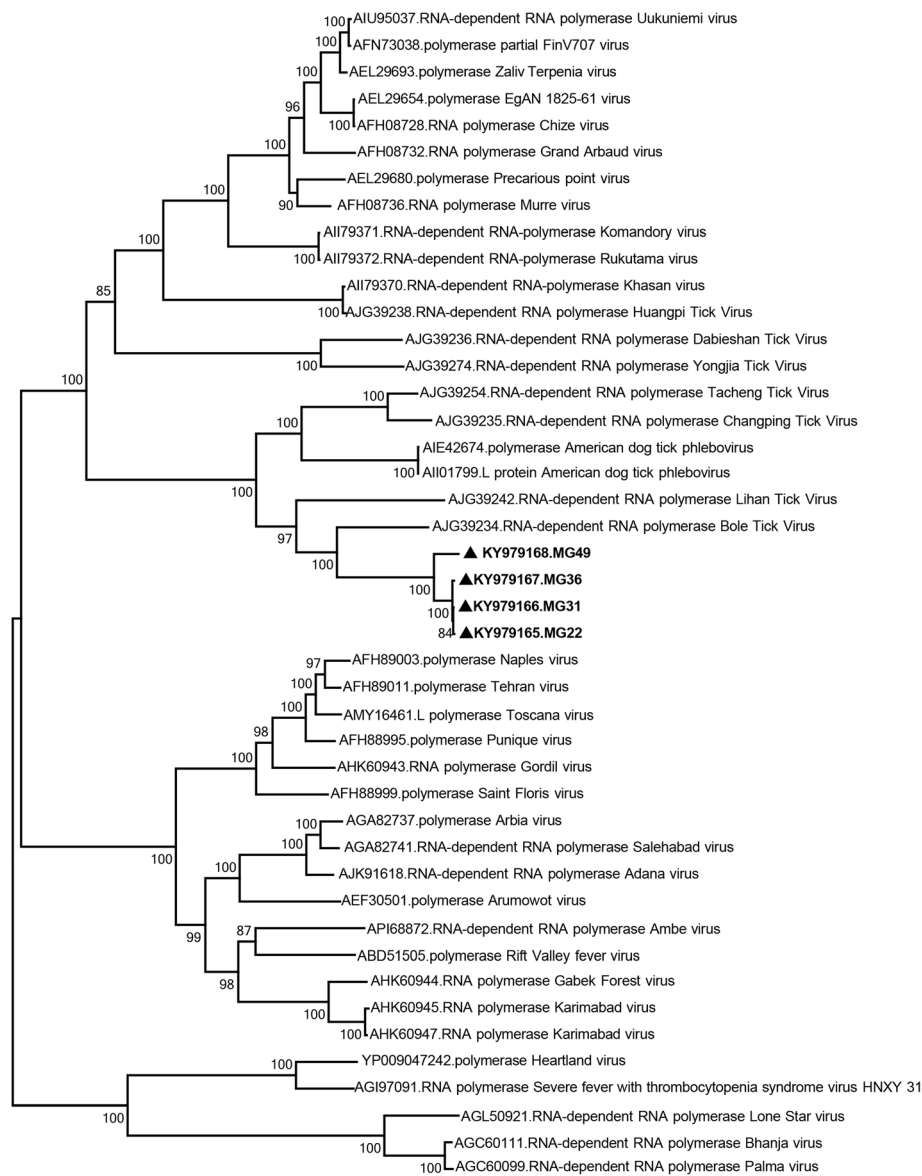 100
AIU95037.RNA-dependent RNA polymerase Uukuniemi virus
100
AFN73038.polymerase partial FinV707 virus
100
AEL29693.polymerase Zaliv Terpenia virus
96
AEL29654.polymerase EgAN 1825-61 virus
100
AFH08728.RNA polymerase Chize virus
100
AFH08732.RNA polymerase Grand Arbaud virus
100
AEL29680.polymerase Precarious point virus
90
AFH08736.RNA polymerase Murre virus
100
AII79371.RNA-dependent RNA-polymerase Komandory virus
100
AII79372.RNA-dependent RNA-polymerase Rukutama virus
85
AII79370.RNA-dependent RNA-polymerase Khasan virus
100
AJG39238.RNA-dependent RNA polymerase Huangpi Tick Virus
AJG39236.RNA-dependent RNA polymerase Dabieshan Tick Virus
100
AJG39274.RNA-dependent RNA polymerase Yongjia Tick Virus
100
100
AJG39254.RNA-dependent RNA polymerase Tacheng Tick Virus
100
AJG39235.RNA-dependent RNA polymerase Changping Tick Virus
AIE42674.polymerase American dog tick phlebovirus
100
AII01799.L protein American dog tick phlebovirus
100
AJG39242.RNA-dependent RNA polymerase Lihan Tick Virus
97
AJG39234.RNA-dependent RNA polymerase Bole Tick Virus
▲ KY979168.MG49
100
▲KY979167.MG36
100
▲KY979166.MG31
84
▲KY979165.MG22
97
AFH89003.polymerase Naples virus
100
AFH89011.polymerase Tehran virus
100
AMY16461.L polymerase Toscana virus
98
AFH88995.polymerase Punique virus
100
AHK60943.RNA polymerase Gordil virus
AFH88999.polymerase Saint Floris virus
100
AGA82737.polymerase Arbia virus
100
AGA82741.RNA-dependent RNA polymerase Salehabad virus
100
100
AJK91618.RNA-dependent RNA polymerase Adana virus
AEF30501.polymerase Arumowot virus
99
87
API68872.RNA-dependent RNA polymerase Ambe virus
ABD51505.polymerase Rift Valley fever virus
98
AHK60944.RNA polymerase Gabek Forest virus
100
AHK60945.RNA polymerase Karimabad virus
100
AHK60947.RNA polymerase Karimabad virus
100
YP009047242.polymerase Heartland virus
AGI97091.RNA polymerase Severe fever with thrombocytopenia syndrome virus HNXY 31
100
AGL50921.RNA-dependent RNA polymerase Lone Star virus
100
AGC60111.RNA-dependent RNA polymerase Bhanja virus
100
AGC60099.RNA-dependent RNA polymerase Palma virus